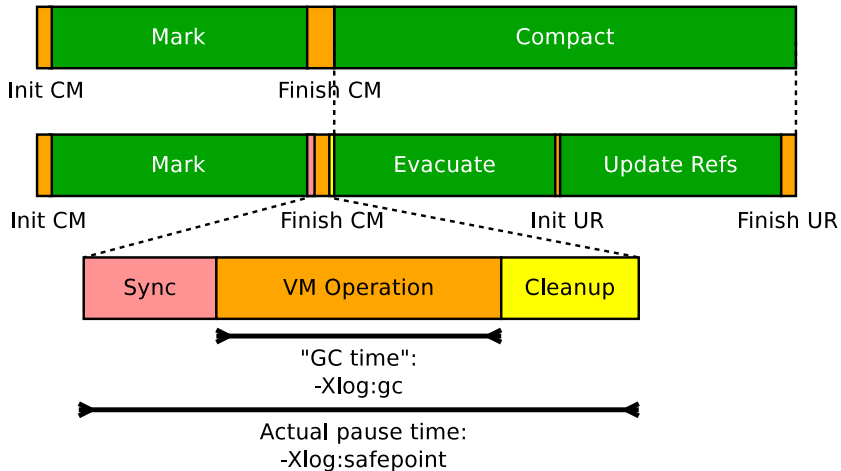 Mark
Compact
Init CM
Finish CM
Mark
Evacuate
Update Refs
Init CM
Finish CM
Init UR
Finish UR
Sync
VM Operation
Cleanup
"GC time":
-Xlog:gc
Actual pause time:
-Xlog:safepoint